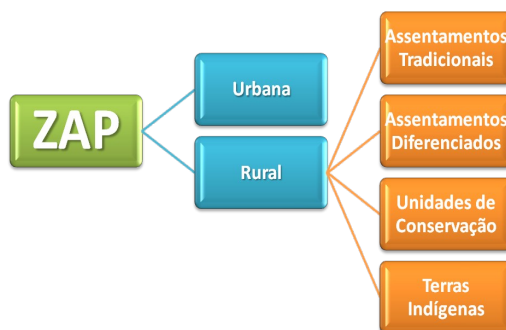 ZAP
Urbana
Rural
Assentamentos
Tradicionais
Assentamentos
Diferenciados
Unidades de
Conservação
Terras
Indígenas